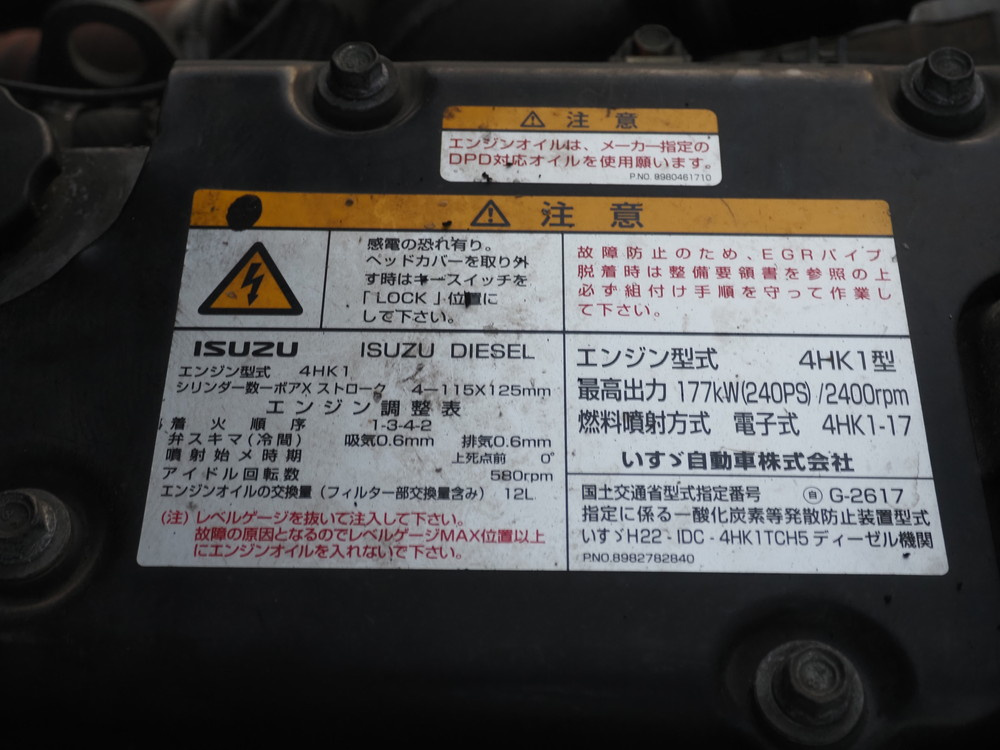 ⚠ 注意
エンジンオイルは、メーカー指定の
DPD対応オイルを使用願います。
P.NO. 8980461710
⚠ 注意
感電の恐れ有り。
ヘッドカバーを取り外
す時はキースイッチを
「LOCK」位置に
して下さい。
故障防止のため、EGRパイプ
脱着時は整備要領書を参照の上
必ず組付け手順を守って作業し
て下さい。
ISUZU ISUZU DIESEL
エンジン型式 4HK1
シリンダー数ーボアX ストローク 4-115X125mm
エンジン調整表
着火順序 1-3-4-2
弁スキマ(冷間) 吸気0.6mm 排気0.6mm
噴射始メ時期 上死点前 0°
アイドル回転数 580rpm
エンジンオイルの交換量(フィルター部交換量含み) 12L
(注)レベルゲージを抜いて注入して下さい。
故障の原因となるのでレベルゲージMAX位置以上
にエンジンオイルを入れないで下さい。
エンジン型式 4HK1型
最高出力 177kW(240PS)/2400rpm
燃料噴射方式 電子式 4HK1-17
いすゞ自動車株式会社
国土交通省型式指定番号 ㊐ G-2617
指定に係る一酸化炭素等発散防止装置型式
いすゞH22-IDC-4HK1TCH5 ディーゼル機関
P.NO.8982782840